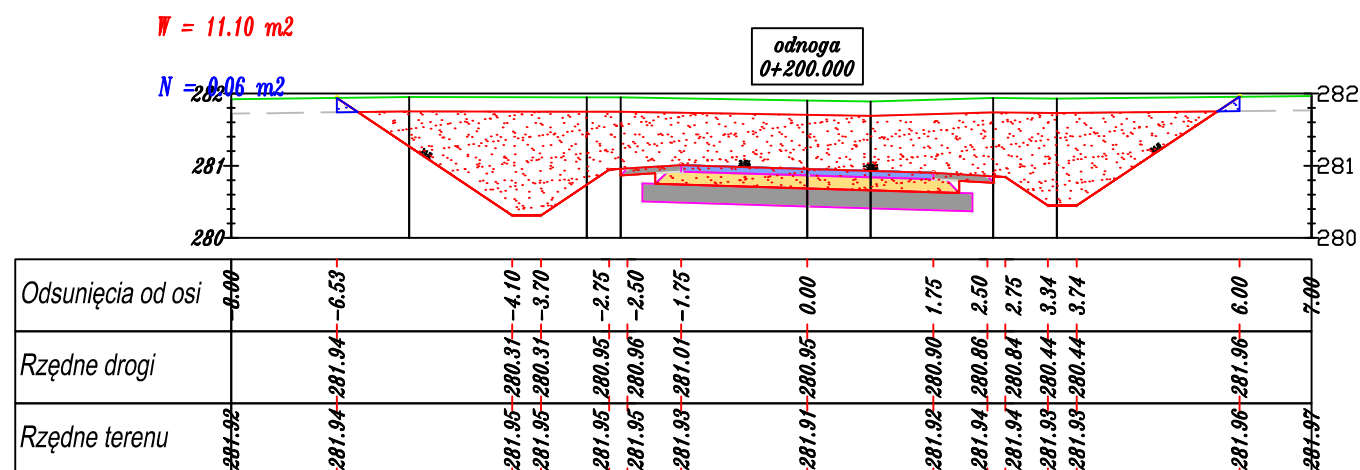 W = 11.10 m2
odnoga
0+200.000
N = 0.06 m2
282 282
281 281
280 280
Odsunięcia od osi -8.00 -6.53 -4.10 -3.70 -2.75 -2.50 -1.75 0.00 1.75 2.50 2.75 3.34 3.74 6.00 7.00
Rzędne drogi 281.94 280.31 280.31 280.95 280.96 281.01 280.95 280.90 280.86 280.84 280.44 280.44 281.96
Rzędne terenu 281.92 281.94 281.95 281.95 281.95 281.95 281.93 281.91 281.92 281.94 281.94 281.93 281.93 281.96 281.97